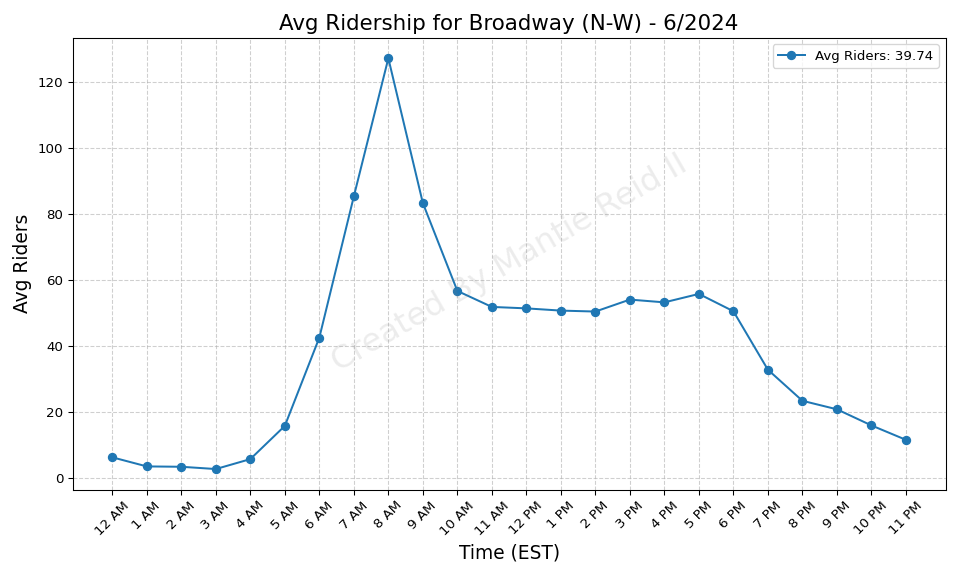 Avg Ridership for Broadway (N-W) - 6/2024
Avg Riders: 39.74
Avg Riders
120
100
80
60
40
20
0
Created By Mantle Reid II
12 AM
1 AM
2 AM
3 AM
4 AM
5 AM
6 AM
7 AM
8 AM
9 AM
10 AM
11 AM
12 PM
1 PM
2 PM
3 PM
4 PM
5 PM
6 PM
7 PM
8 PM
9 PM
10 PM
11 PM
Time (EST)